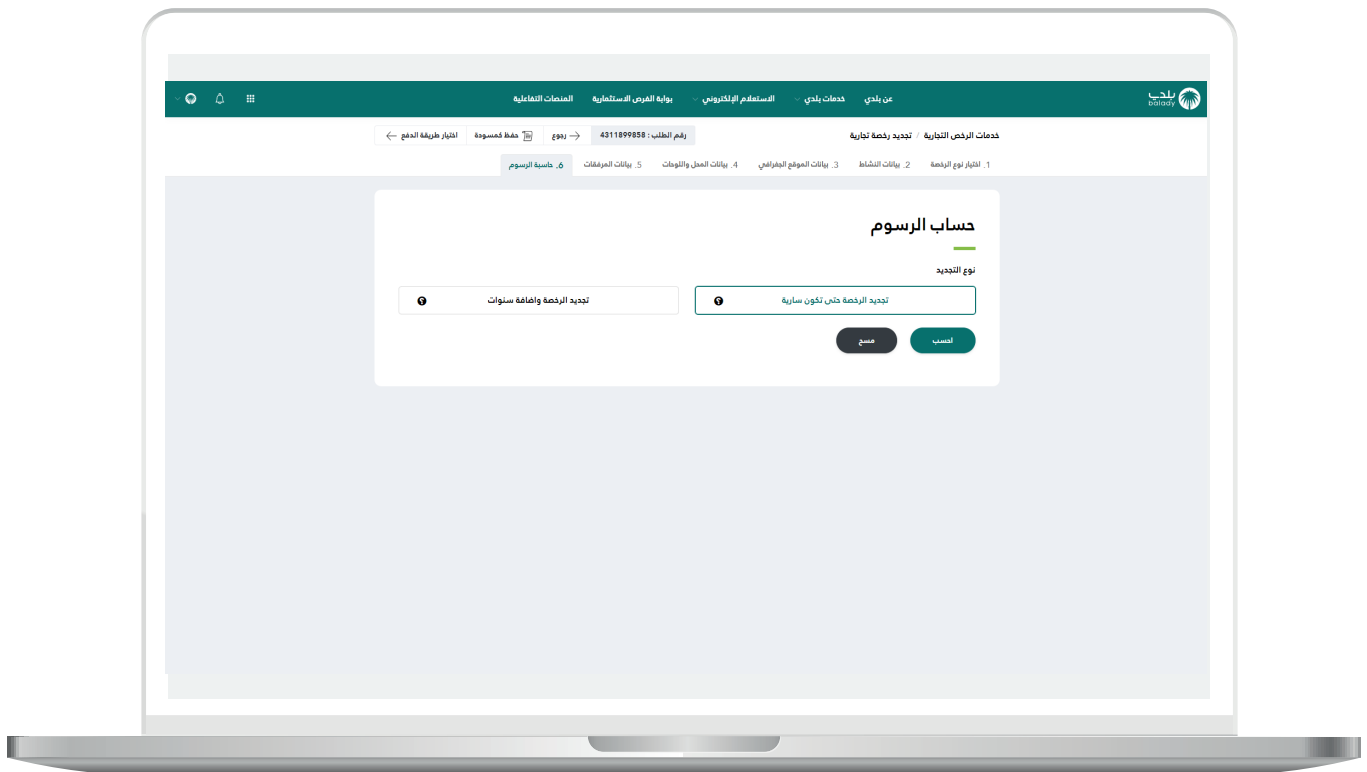 بلدي
balady
عن بلدي خدمات بلدي الاستعلام الإلكتروني بوابة الفرص الاستثمارية المنصات التفاعلية
خدمات الرخص التجارية / تجديد رخصة تجارية رقم الطلب : 4311899858 رجوع حفظ كمسودة اختيار طريقة الدفع
1. اختيار نوع الرخصة 2. بيانات النشاط 3. بيانات الموقع الجغرافي 4. بيانات المحل واللوحات 5. بيانات المرفقات 6. حاسبة الرسوم
حساب الرسوم
نوع التجديد
تجديد الرخصة حتى تكون سارية ؟ تجديد الرخصة واضافة سنوات ؟
احسب مسح